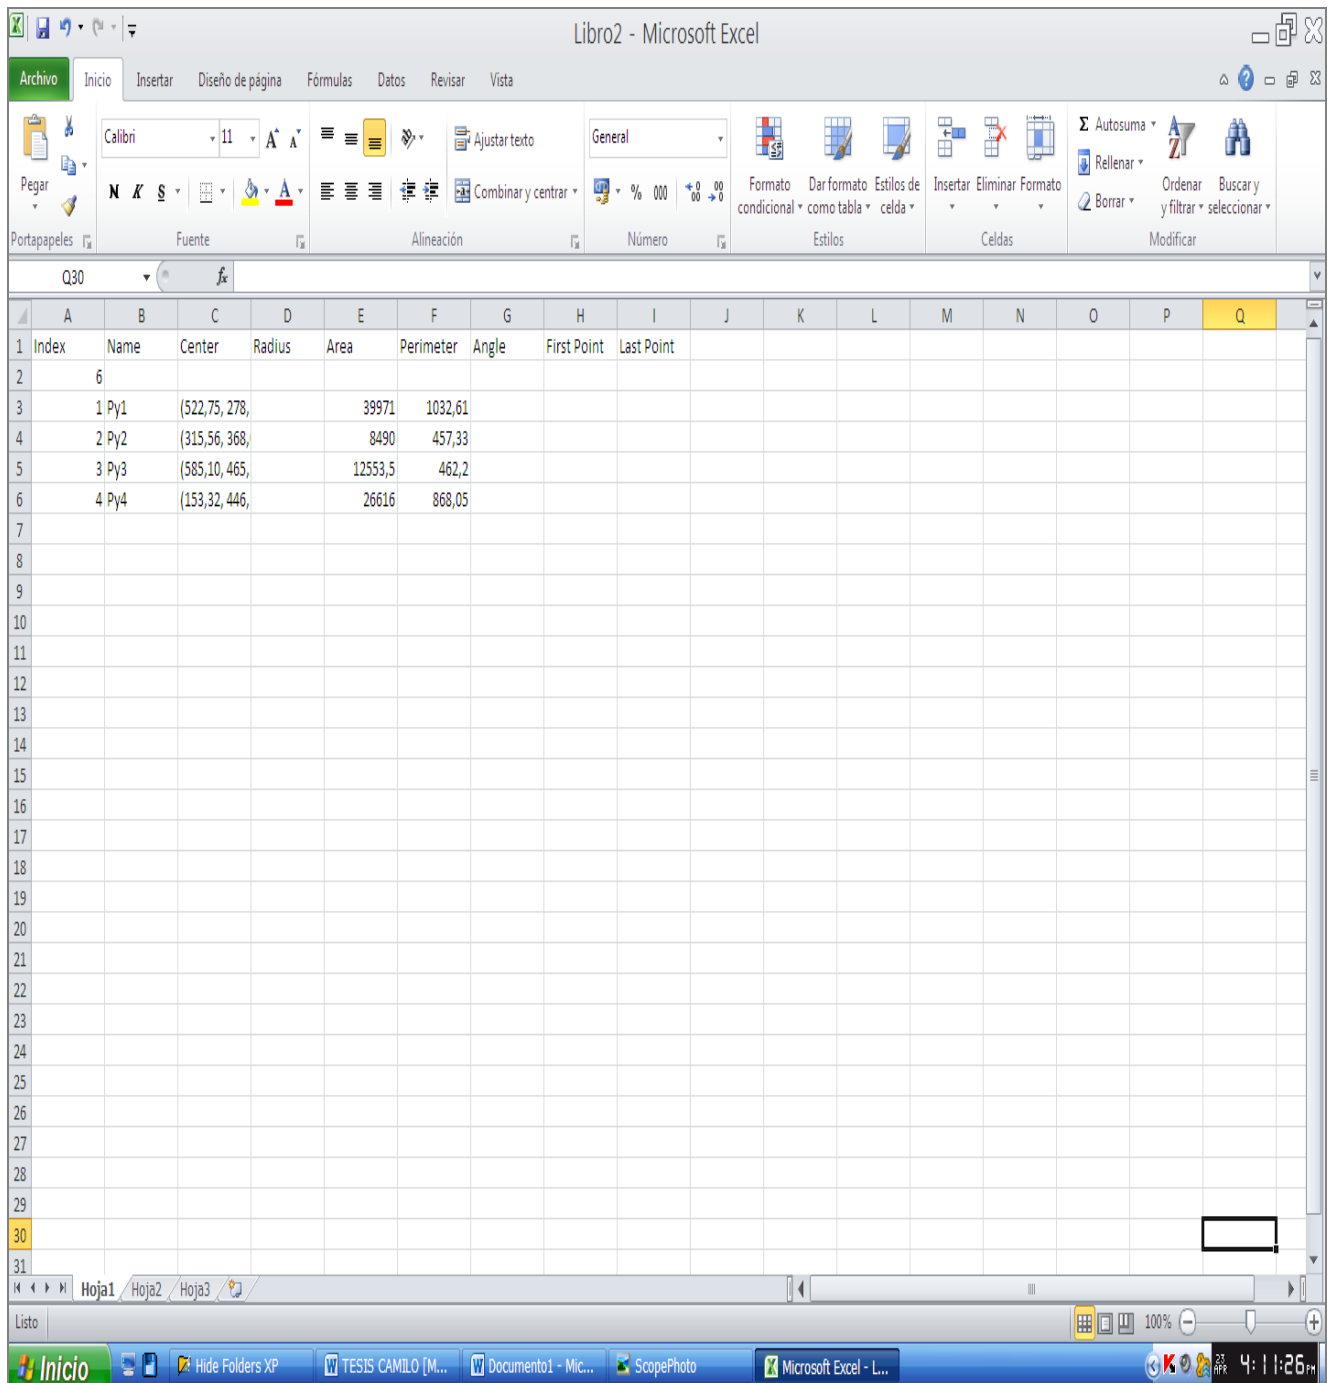 Libro2 - Microsoft Excel
Archivo Inicio Insertar Diseño de página Fórmulas Datos Revisar Vista
Calibri 11 Ajustar texto General Σ Autosuma
Rellenar
Pegar N K S A Combinar y centrar % 000 Formato condicional Dar formato como tabla Estilos de celda Insertar Eliminar Formato Borrar Ordenar y filtrar Buscar y seleccionar
Portapapeles Fuente Alineación Número Estilos Celdas Modificar
Q30 fx
A B C D E F G H I J K L M N O P Q
1 Index Name Center Radius Area Perimeter Angle First Point Last Point
2 6
3 1 Py1 (522,75, 278, 39971 1032,61
4 2 Py2 (315,56, 368, 8490 457,33
5 3 Py3 (585,10, 465, 12553,5 462,2
6 4 Py4 (153,32, 446, 26616 868,05
7
8
9
10
11
12
13
14
15
16
17
18
19
20
21
22
23
24
25
26
27
28
29
30
31
Hoja1 Hoja2 Hoja3
Listo 100%
Inicio Hide Folders XP TESIS CAMILO [M... Documento1 - Mic... ScopePhoto Microsoft Excel - L... 23 APR 4:11:26 PM